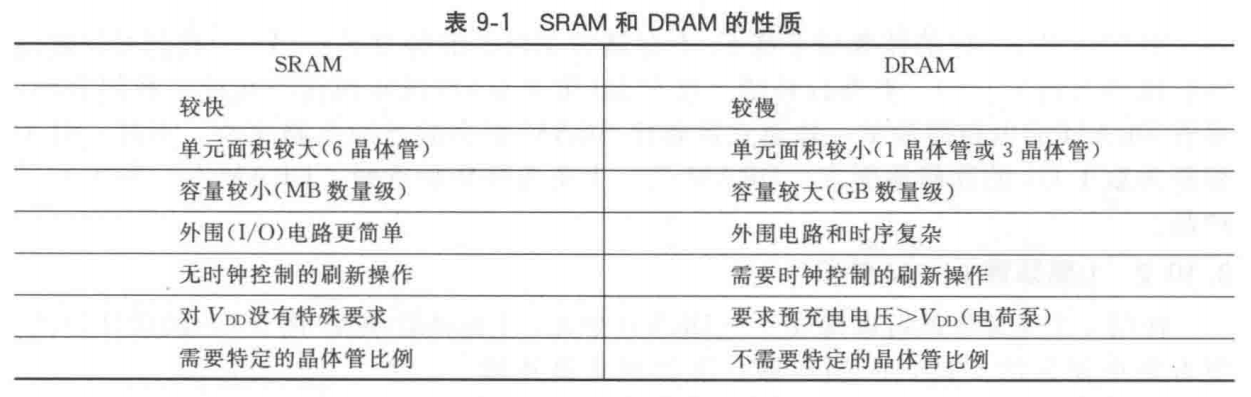 表 9-1 SRAM 和 DRAM 的性质
SRAM DRAM
较快 较慢
单元面积较大(6 晶体管) 单元面积较小(1 晶体管或 3 晶体管)
容量较小(MB 数量级) 容量较大(GB 数量级)
外围(I/O)电路更简单 外围电路和时序复杂
无时钟控制的刷新操作 需要时钟控制的刷新操作
对 VDD没有特殊要求 要求预充电电压>VDD(电荷泵)
需要特定的晶体管比例 不需要特定的晶体管比例